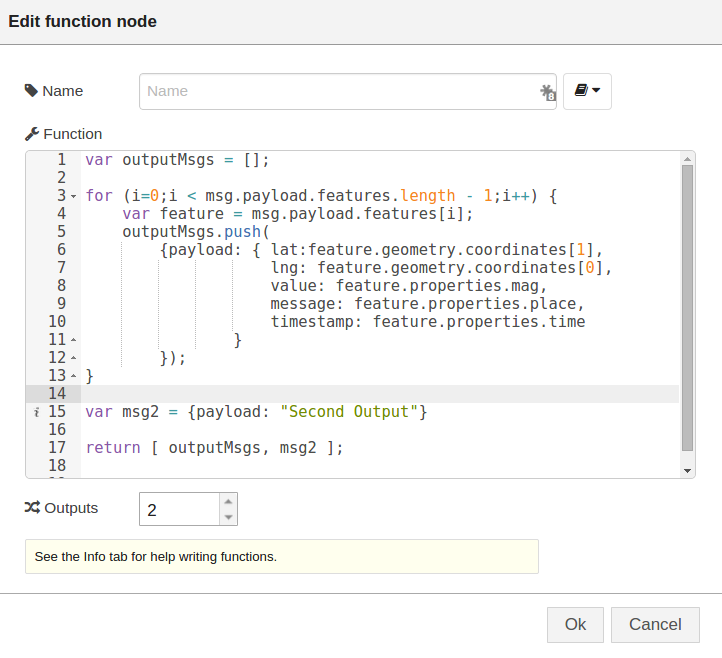 Edit function node
Name
Name
Function
1 var outputMsgs = [];
2
3 for (i=0;i < msg.payload.features.length - 1;i++) {
4 var feature = msg.payload.features[i];
5 outputMsgs.push(
6 {payload: { lat:feature.geometry.coordinates[1],
7 lng: feature.geometry.coordinates[0],
8 value: feature.properties.mag,
9 message: feature.properties.place,
10 timestamp: feature.properties.time
11 }
12 });
13 }
14
i 15 var msg2 = {payload: "Second Output"}
16
17 return [ outputMsgs, msg2 ];
18
Outputs
2
See the Info tab for help writing functions.
Ok
Cancel